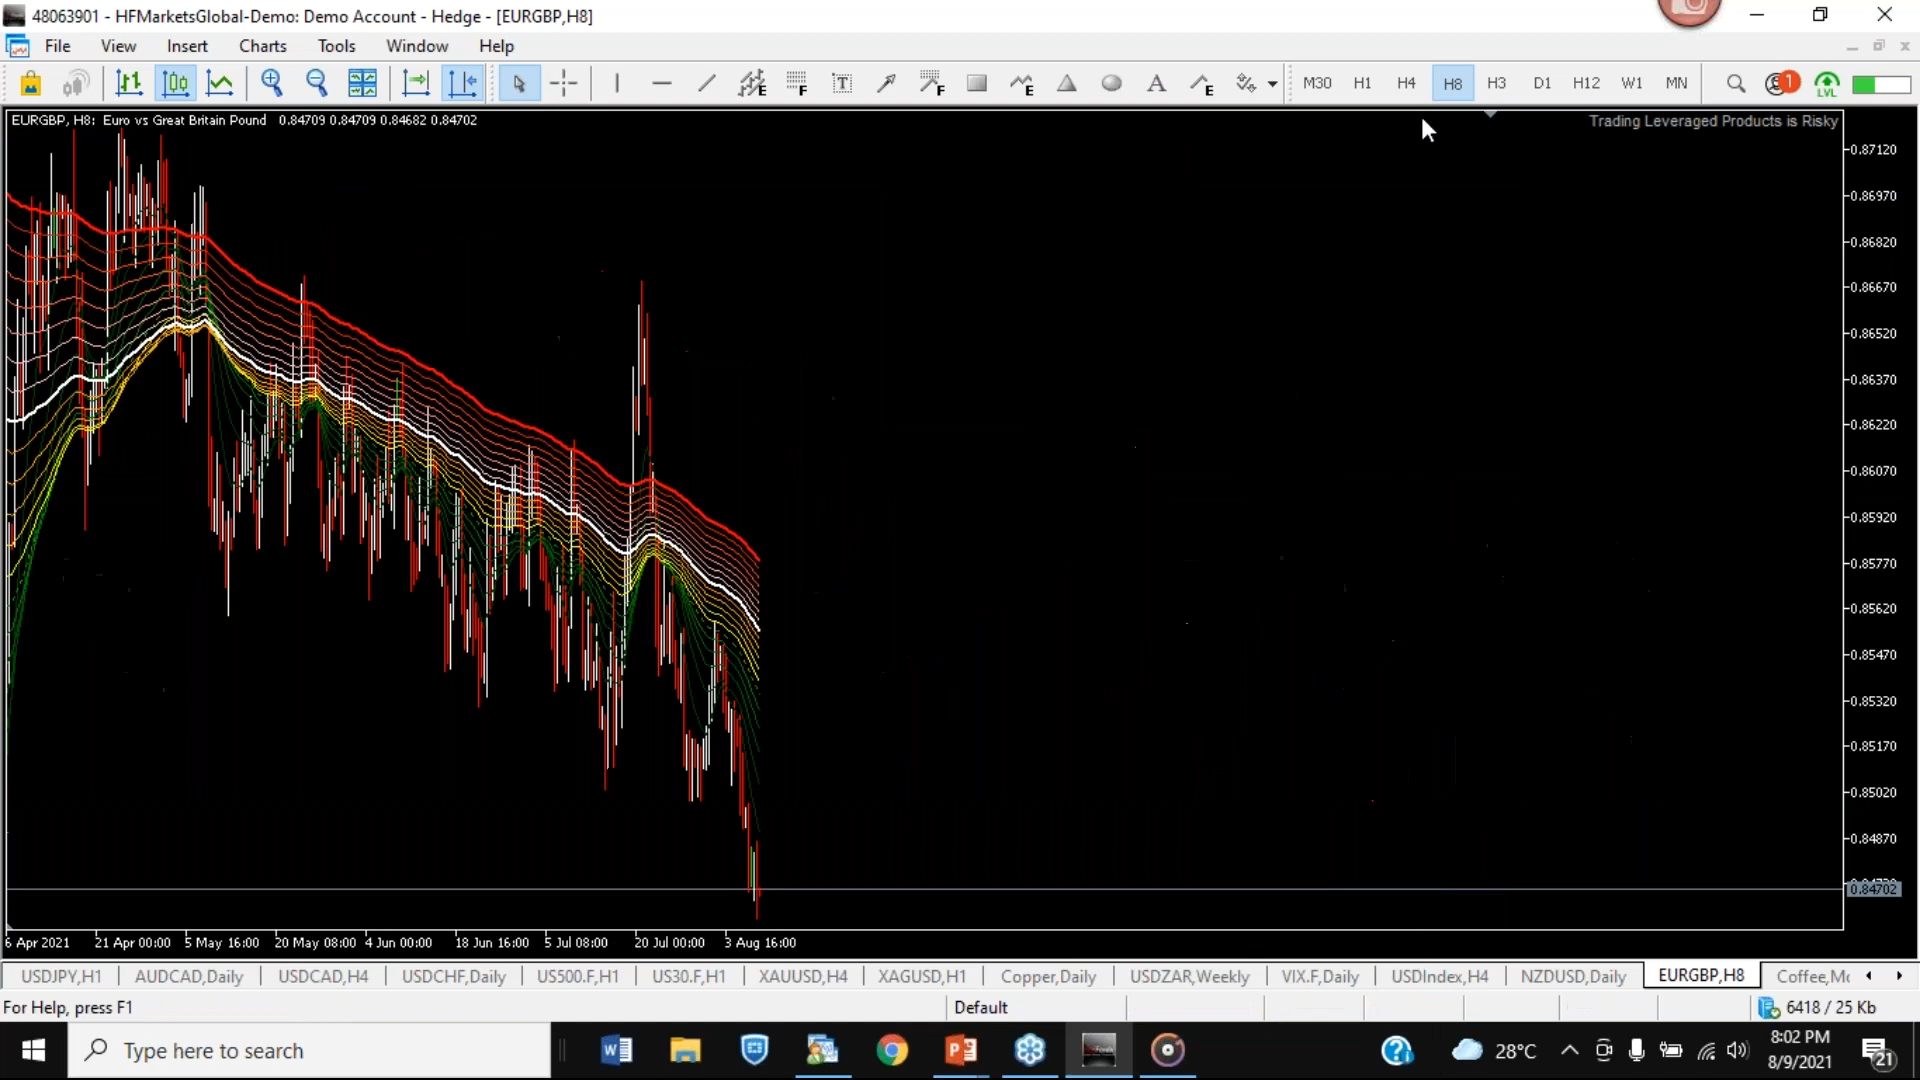 48063901 - HFMarketsGlobal-Demo: Demo Account - Hedge - [EURGBP,H8]
File View Insert Charts Tools Window Help
M30 H1 H4 H8 H3 D1 H12 W1 MN 1 LVL
EURGBP, H8: Euro vs Great Britain Pound 0.84709 0.84709 0.84682 0.84702
Trading Leveraged Products is Risky
0.87120
0.86970
0.86820
0.86670
0.86520
0.86370
0.86220
0.86070
0.85920
0.85770
0.85620
0.85470
0.85320
0.85170
0.85020
0.84870
0.84702
6 Apr 2021 21 Apr 00:00 5 May 16:00 20 May 08:00 4 Jun 00:00 18 Jun 16:00 5 Jul 08:00 20 Jul 00:00 3 Aug 16:00
USDJPY,H1 AUDCAD,Daily USDCAD,H4 USDCHF,Daily US500.F,H1 US30.F,H1 XAUUSD,H4 XAGUSD,H1 Copper,Daily USDZAR,Weekly VIX.F,Daily USDIndex,H4 NZDUSD,Daily EURGBP,H8 Coffee,Mo
For Help, press F1 Default 6418 / 25 Kb
Type here to search 28°C 8:02 PM
8/9/2021 21